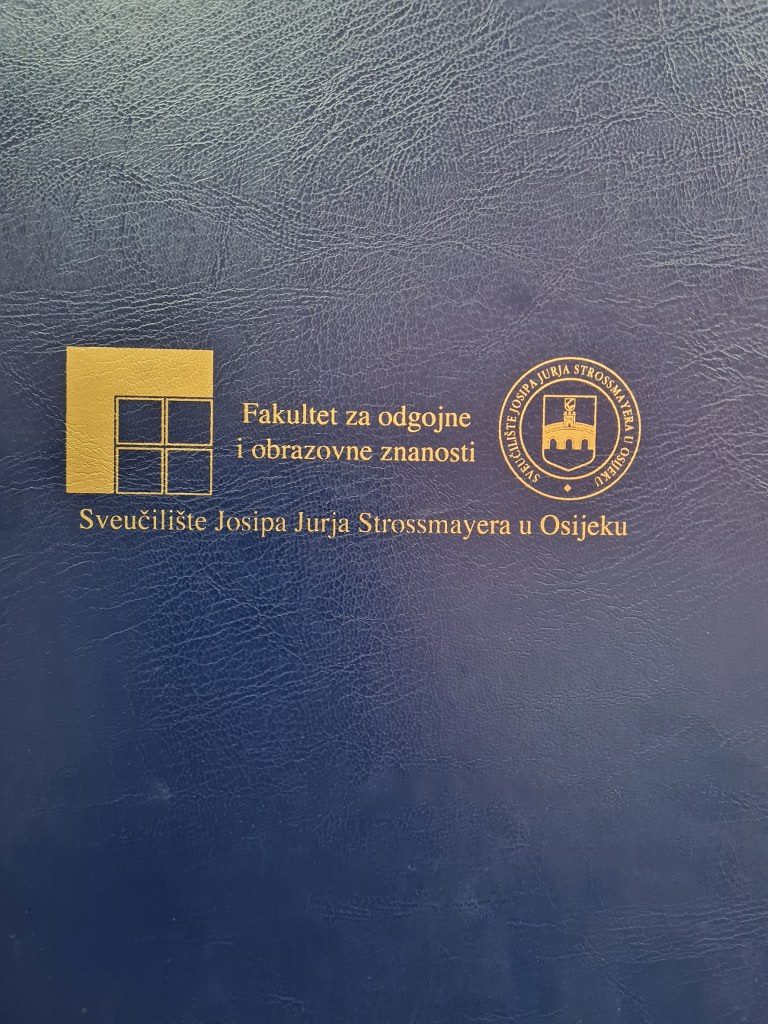 Fakultet za odgojne
i obrazovne znanosti
SVEUČILIŠTE JOSIPA JURJA STROSSMAYERA U OSIJEKU
Sveučilište Josipa Jurja Strossmayera u Osijeku